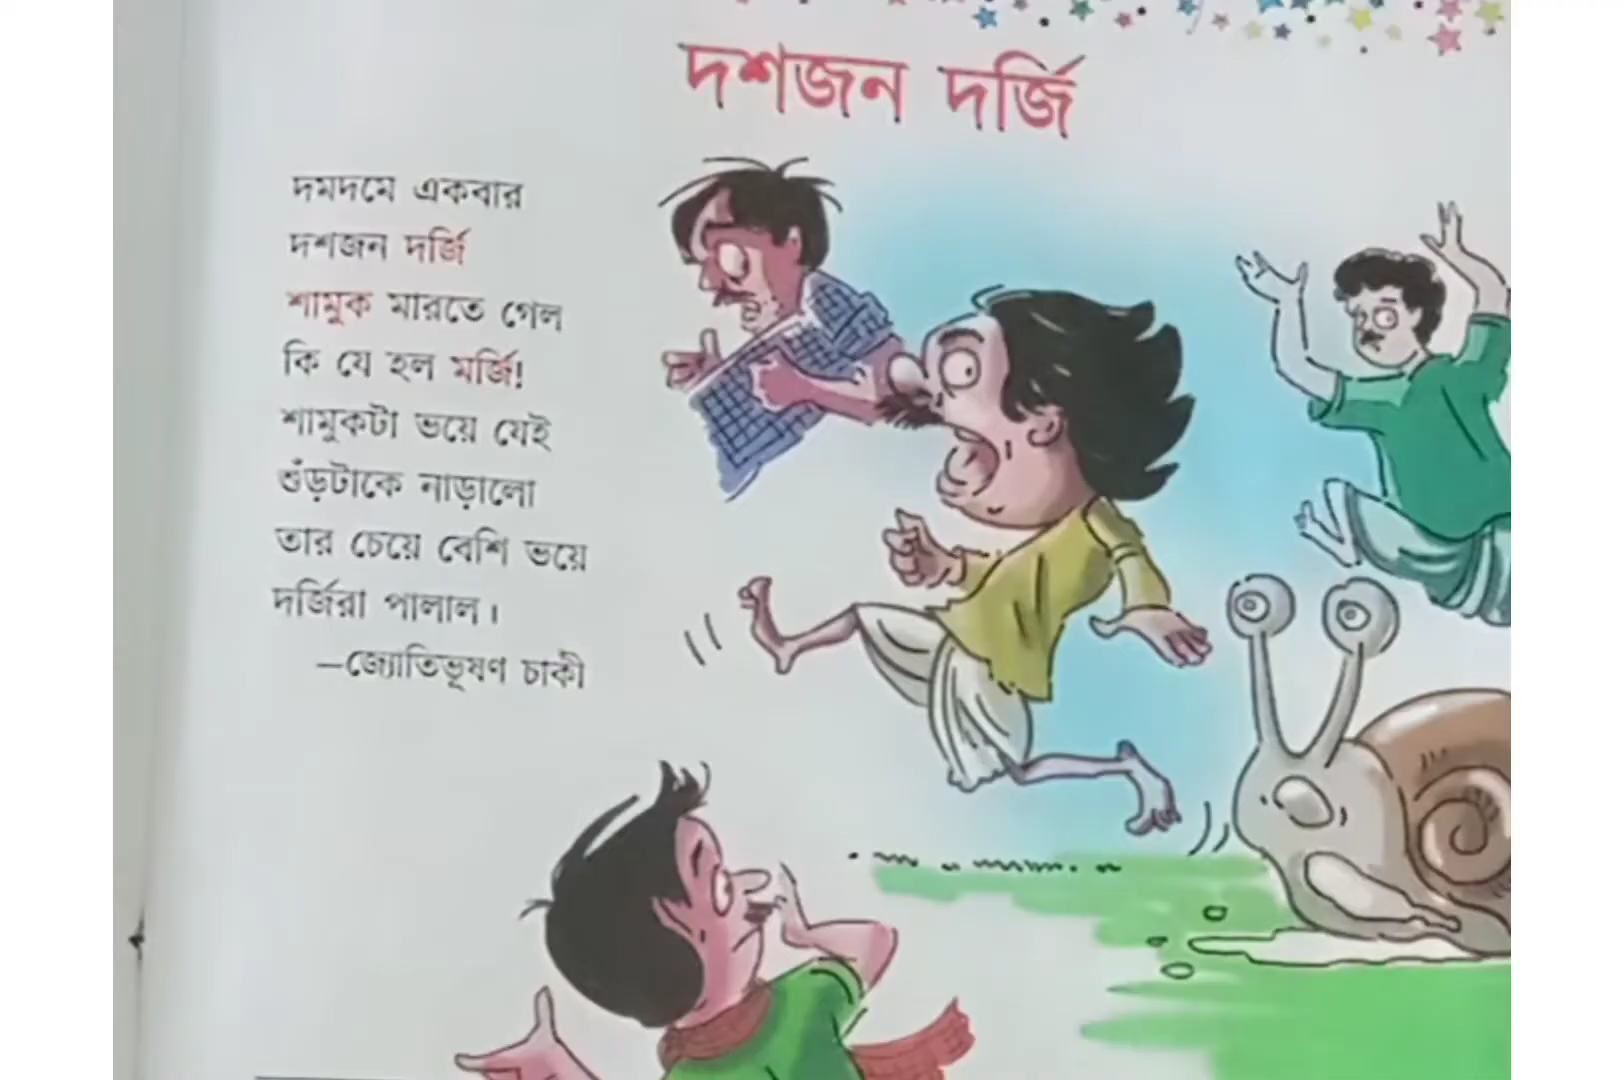 দশজন দর্জি
দমদমে একবার
দশজন দর্জি
শামুক মারতে গেল
কি যে হল মর্জি!
শামুকটা ভয়ে যেই
শুঁড়টাকে নাড়ালো
তার চেয়ে বেশি ভয়ে
দর্জিরা পালাল।
—জ্যোতিভূষণ চাকী